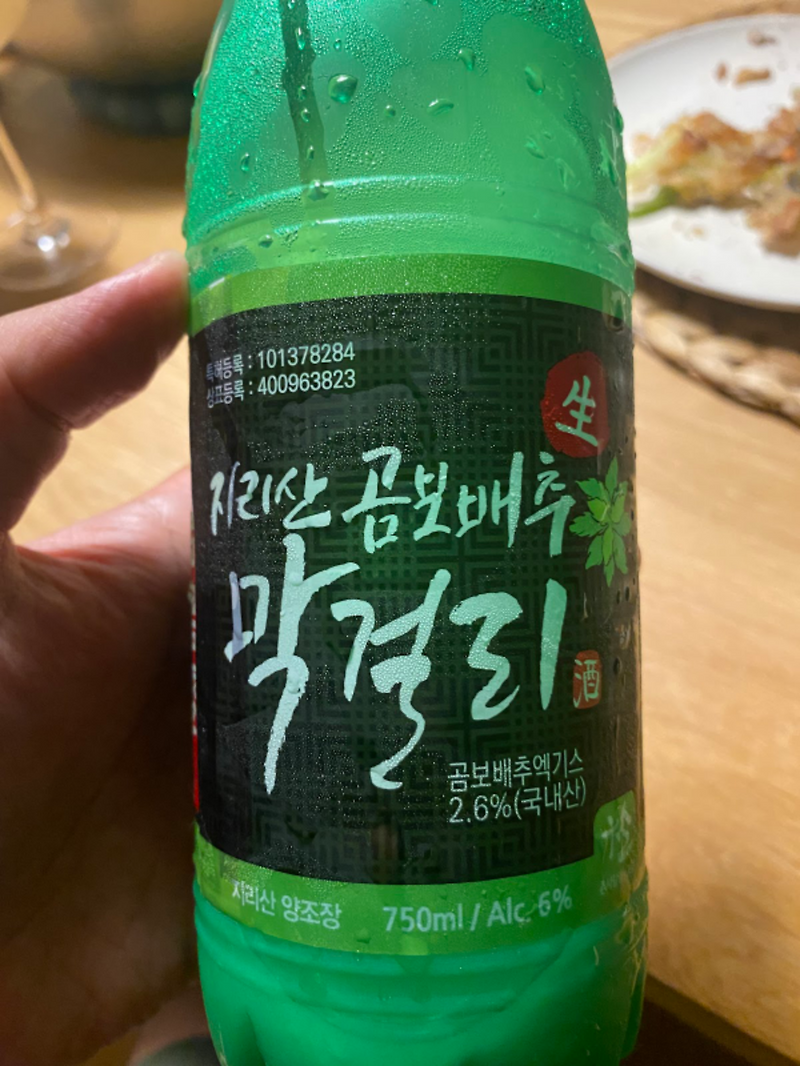 특허등록 : 101378284
상표등록 : 400963823
生
지리산 곰보배추
막걸리
酒
곰보배추엑기스
2.6%(국내산)
지리산 양조장 750ml / Alc. 6%